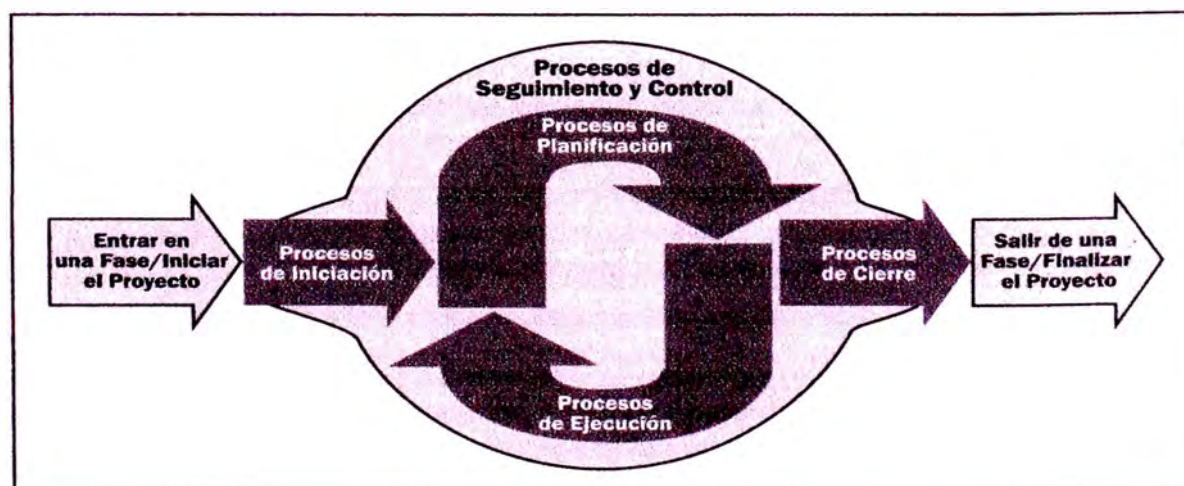 Procesos de
Seguimiento y Control
Procesos de
Planificación
Entrar en
una Fase/Iniciar
el Proyecto
Procesos
de Iniciación
Procesos
de Cierre
Salir de una
Fase/Finalizar
el Proyecto
Procesos
de Ejecución